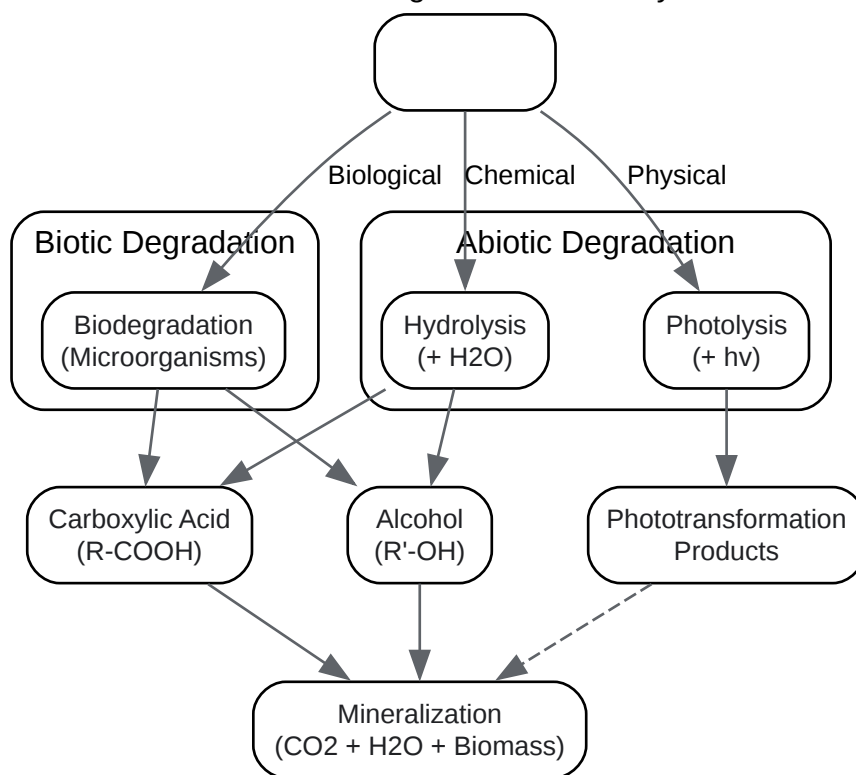 Biological
Chemical
Physical
Biotic Degradation
Abiotic Degradation
Biodegradation
(Microorganisms)
Hydrolysis
(+ H2O)
Photolysis
(+ hv)
Carboxylic Acid
(R-COOH)
Alcohol
(R'-OH)
Phototransformation
Products
Mineralization
(CO2 + H2O + Biomass)